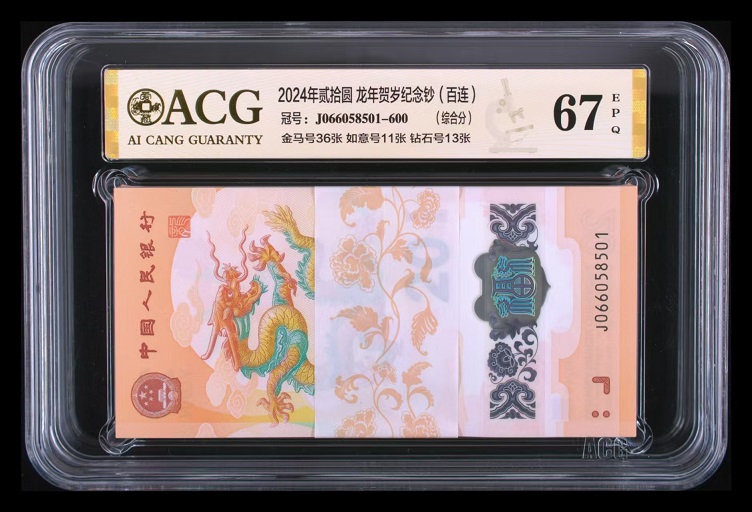 ACG
AI CANG GUARANTY
2024年贰拾圆 龙年贺岁纪念钞（百连）
冠号：J066058501-600 (综合分)
金马号36张 如意号11张 钻石号13张
67
EPQ
中国人民银行
J066058501
ACG